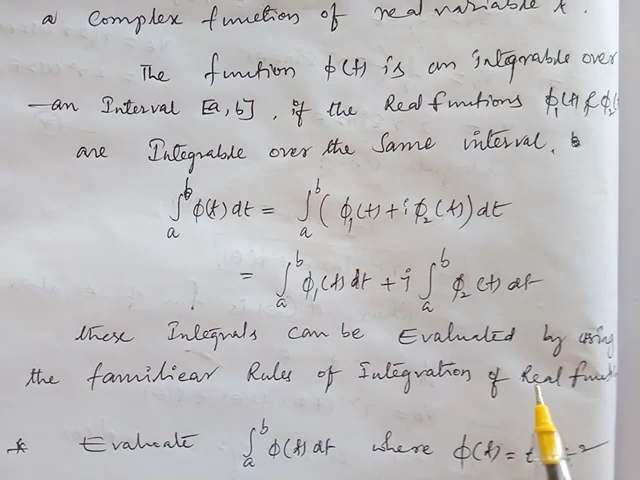 a complex function of real variable t.
The function ϕ(t) is an integrable over
an Interval [a, b], if the Real functions ϕ₁(t) & ϕ₂(t
are Integrable over the Same interval.
∫ₐᵇ ϕ(t) dt = ∫ₐᵇ ( ϕ₁(t) + i ϕ₂(t) ) dt
= ∫ₐᵇ ϕ₁(t) dt + i ∫ₐᵇ ϕ₂(t) dt
these Integrals can be Evaluated by using
the familiear Rules of Integration of Real
* Evaluate ∫ₐᵇ ϕ(t) dt where ϕ(t) = t